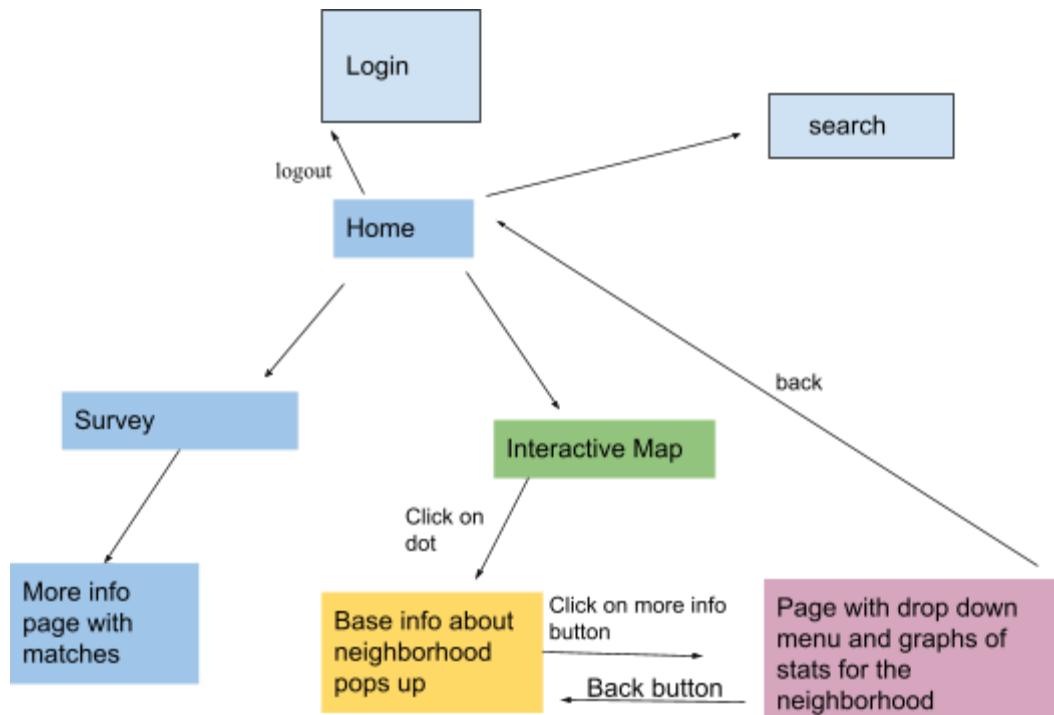 Login
search
logout
Home
back
Survey
Interactive Map
Click on
dot
More info
page with
matches
Base info about
neighborhood
pops up
Click on more info
button
Back button
Page with drop down
menu and graphs of
stats for the
neighborhood